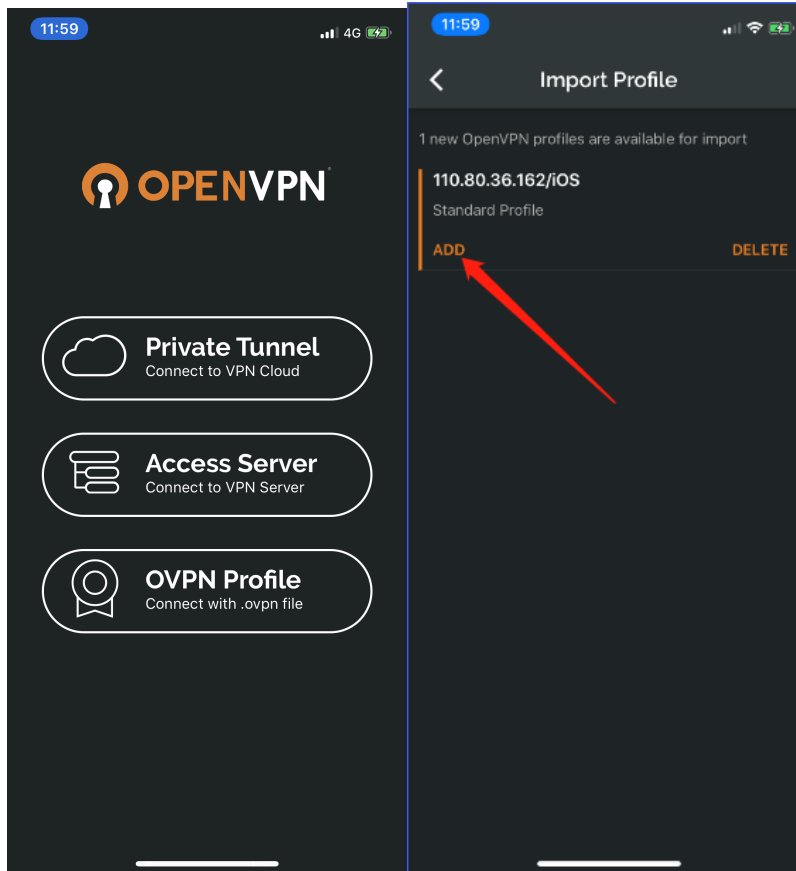 11:59
4G
OPENVPN
Private Tunnel
Connect to VPN Cloud
Access Server
Connect to VPN Server
OVPN Profile
Connect with .ovpn file
11:59
Import Profile
1 new OpenVPN profiles are available for import
110.80.36.162/iOS
Standard Profile
ADD
DELETE